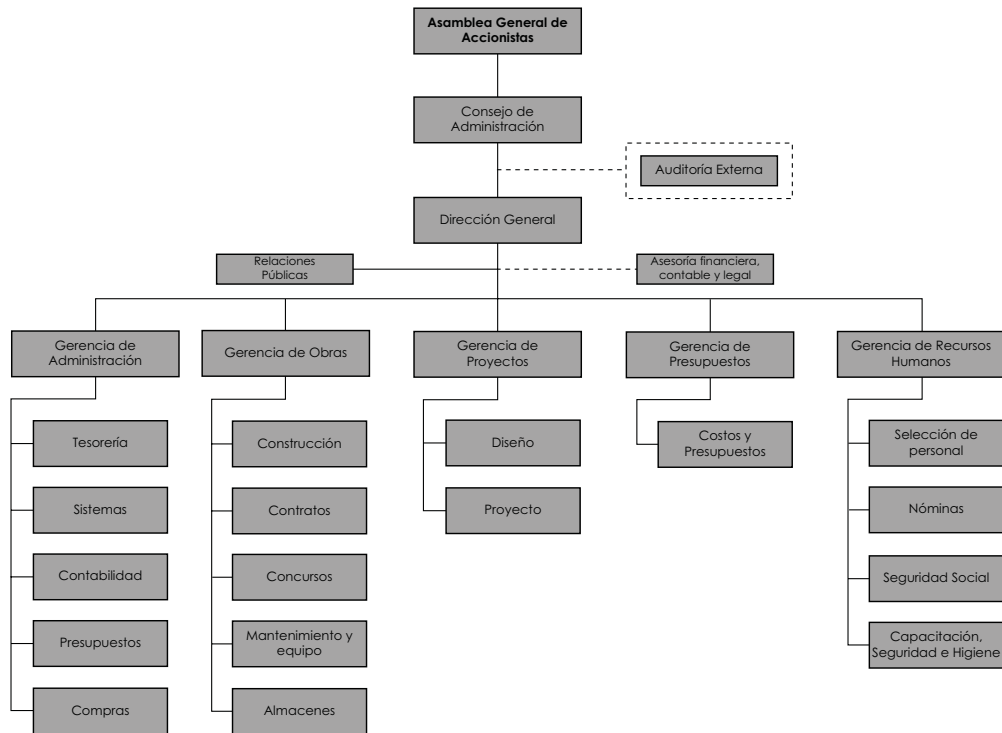 Asamblea General de
Accionistas
Consejo de
Administración
Auditoría Externa
Dirección General
Relaciones
Públicas
Asesoría financiera,
contable y legal
Gerencia de
Administración
Gerencia de Obras
Gerencia de
Proyectos
Gerencia de
Presupuestos
Gerencia de Recursos
Humanos
Tesorería
Sistemas
Contabilidad
Presupuestos
Compras
Construcción
Contratos
Concursos
Mantenimiento y
equipo
Almacenes
Diseño
Proyecto
Costos y
Presupuestos
Selección de
personal
Nóminas
Seguridad Social
Capacitación,
Seguridad e Higiene